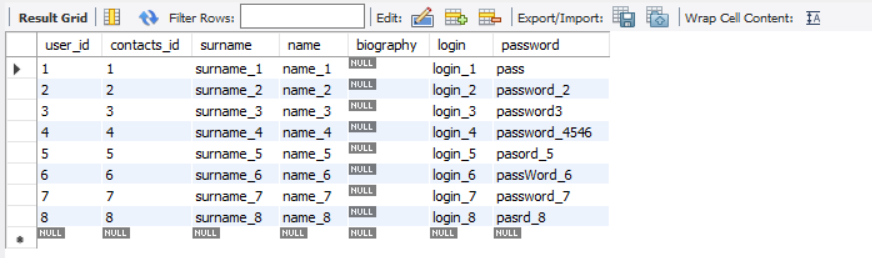 Result Grid Filter Rows: Edit: Export/Import: Wrap Cell Content: IA
user_id contacts_id surname name biography login password
1 1 surname_1 name_1 NULL login_1 pass
2 2 surname_2 name_2 NULL login_2 password_2
3 3 surname_3 name_3 NULL login_3 password3
4 4 surname_4 name_4 NULL login_4 password_4546
5 5 surname_5 name_5 NULL login_5 pasord_5
6 6 surname_6 name_6 NULL login_6 passWord_6
7 7 surname_7 name_7 NULL login_7 password_7
8 8 surname_8 name_8 NULL login_8 pasrd_8
NULL NULL NULL NULL NULL NULL NULL